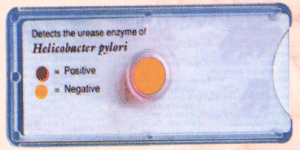 Detects the urease enzyme of
Helicobacter pylori
= Positive
= Negative